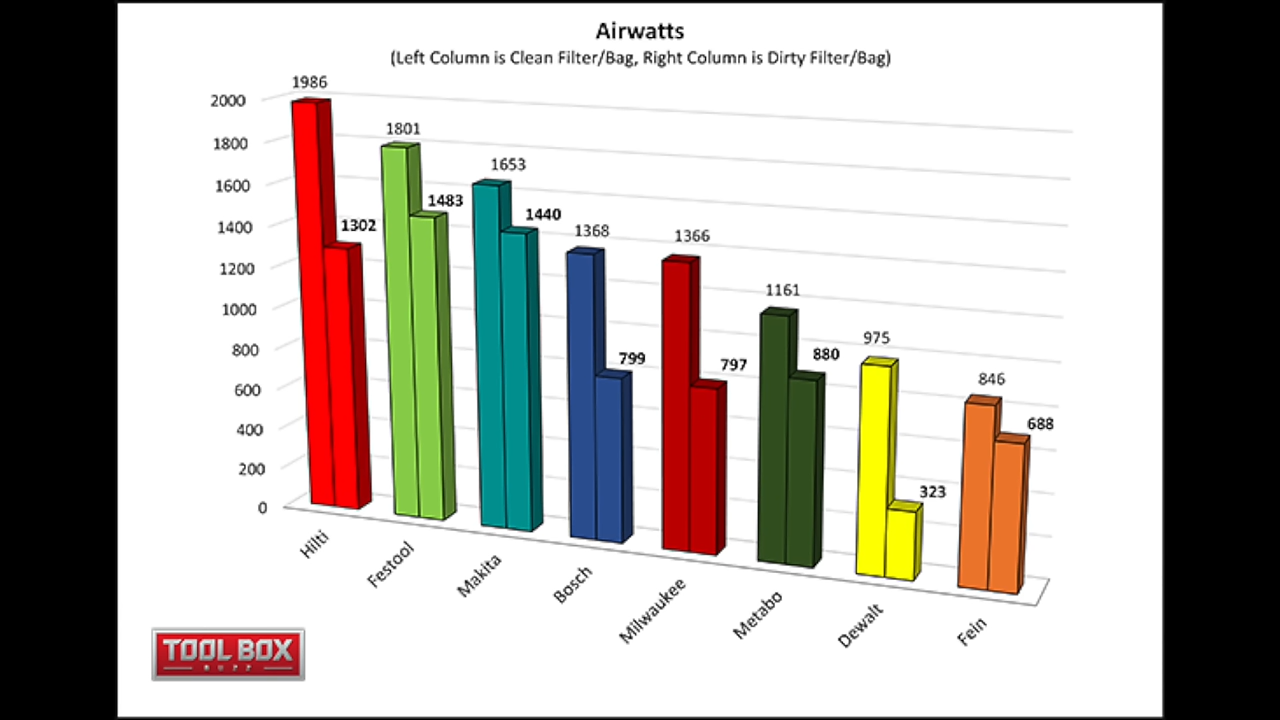 Airwatts
(Left Column is Clean Filter/Bag, Right Column is Dirty Filter/Bag)
1986
2000
1801
1800
1653
1600
1483
1440
1400
1302
1368
1366
1200
1161
1000
975
800
799
797
880
846
600
688
400
323
200
0
Hilti
Festool
Makita
Bosch
Milwaukee
Metabo
Dewalt
Fein
TOOL BOX
BUZZ